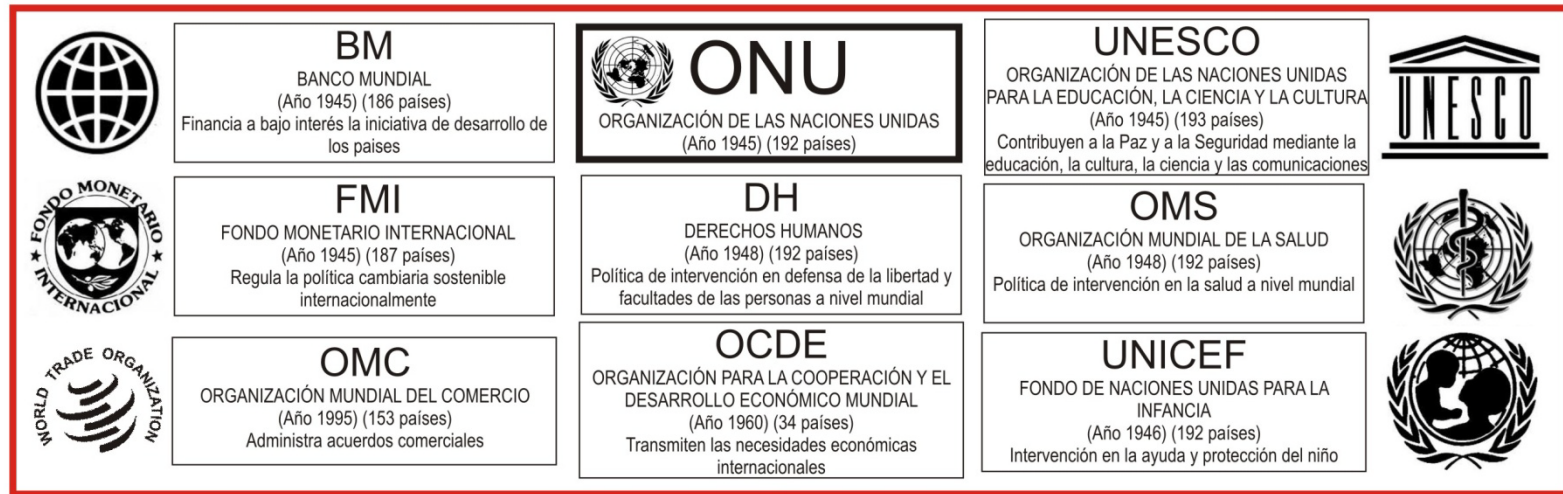 BM
BANCO MUNDIAL
(Año 1945) (186 países)
Financia a bajo interés la iniciativa de desarrollo de
los paises
ONU
ORGANIZACIÓN DE LAS NACIONES UNIDAS
(Año 1945) (192 países)
UNESCO
ORGANIZACIÓN DE LAS NACIONES UNIDAS
PARA LA EDUCACIÓN, LA CIENCIA Y LA CULTURA
(Año 1945) (193 países)
Contribuyen a la Paz y a la Seguridad mediante la
educación, la cultura, la ciencia y las comunicaciones
UNESCO
FONDO MONETARIO
INTERNACIONAL
FMI
FONDO MONETARIO INTERNACIONAL
(Año 1945) (187 países)
Regula la política cambiaria sostenible
internacionalmente
DH
DERECHOS HUMANOS
(Año 1948) (192 países)
Política de intervención en defensa de la libertad y
facultades de las personas a nivel mundial
OMS
ORGANIZACIÓN MUNDIAL DE LA SALUD
(Año 1948) (192 países)
Política de intervención en la salud a nivel mundial
WORLD TRADE ORGANIZATION
OMC
ORGANIZACIÓN MUNDIAL DEL COMERCIO
(Año 1995) (153 países)
Administra acuerdos comerciales
OCDE
ORGANIZACIÓN PARA LA COOPERACIÓN Y EL
DESARROLLO ECONÓMICO MUNDIAL
(Año 1960) (34 países)
Transmiten las necesidades económicas
internacionales
UNICEF
FONDO DE NACIONES UNIDAS PARA LA
INFANCIA
(Año 1946) (192 países)
Intervención en la ayuda y protección del niño